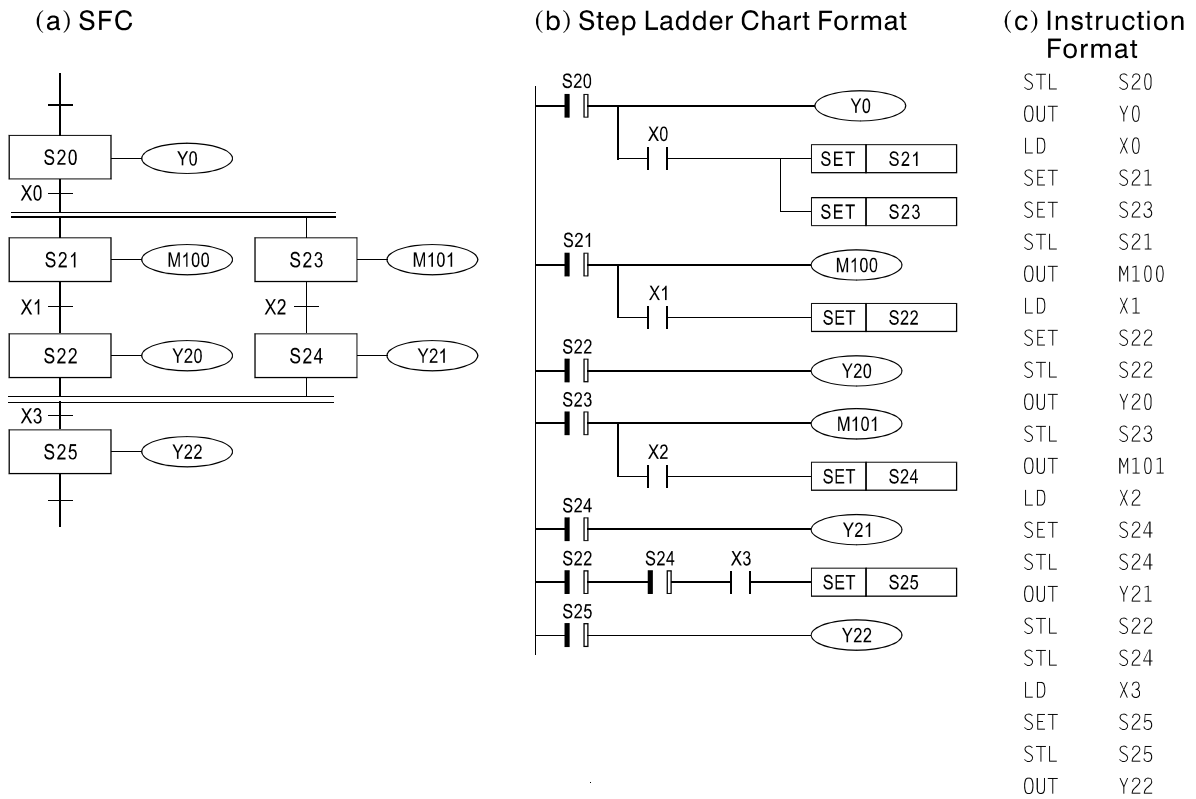 (a) SFC
S20 Y0
X0
S21 M100 S23 M101
X1 X2
S22 Y20 S24 Y21
X3
S25 Y22
(b) Step Ladder Chart Format
S20
Y0
X0
SET S21
SET S23
S21
M100
X1
SET S22
S22
Y20
S23
M101
X2
SET S24
S24
Y21
S22 S24 X3
SET S25
S25
Y22
(c) Instruction
Format
STL S20
OUT Y0
LD X0
SET S21
SET S23
STL S21
OUT M100
LD X1
SET S22
STL S22
OUT Y20
STL S23
OUT M101
LD X2
SET S24
STL S24
OUT Y21
STL S22
STL S24
LD X3
SET S25
STL S25
OUT Y22